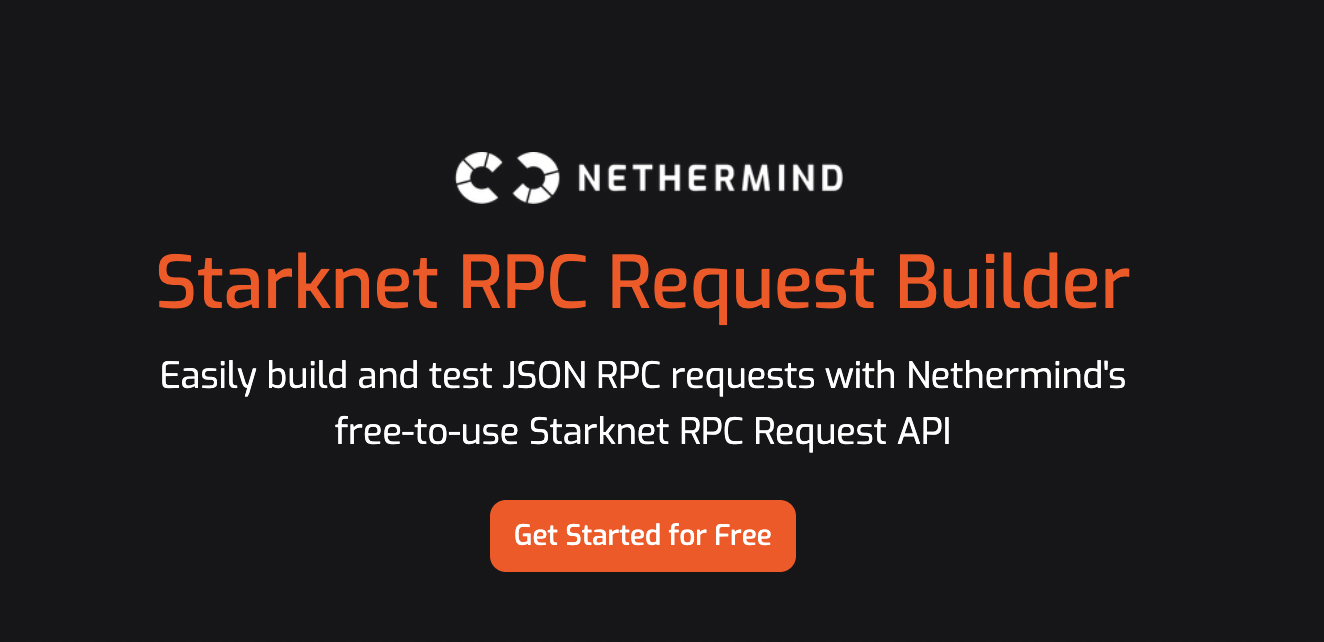 NETHERMIND
Starknet RPC Request Builder
Easily build and test JSON RPC requests with Nethermind's
free-to-use Starknet RPC Request API
Get Started for Free